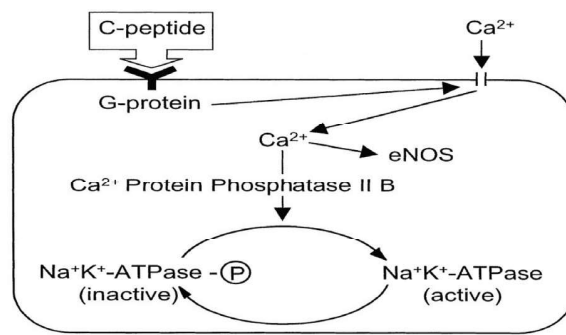 C-peptide
Ca²⁺
G-protein
Ca²⁺
eNOS
Ca²⁺ Protein Phosphatase II B
Na⁺K⁺-ATPase - P
(inactive)
Na⁺K⁺-ATPase
(active)